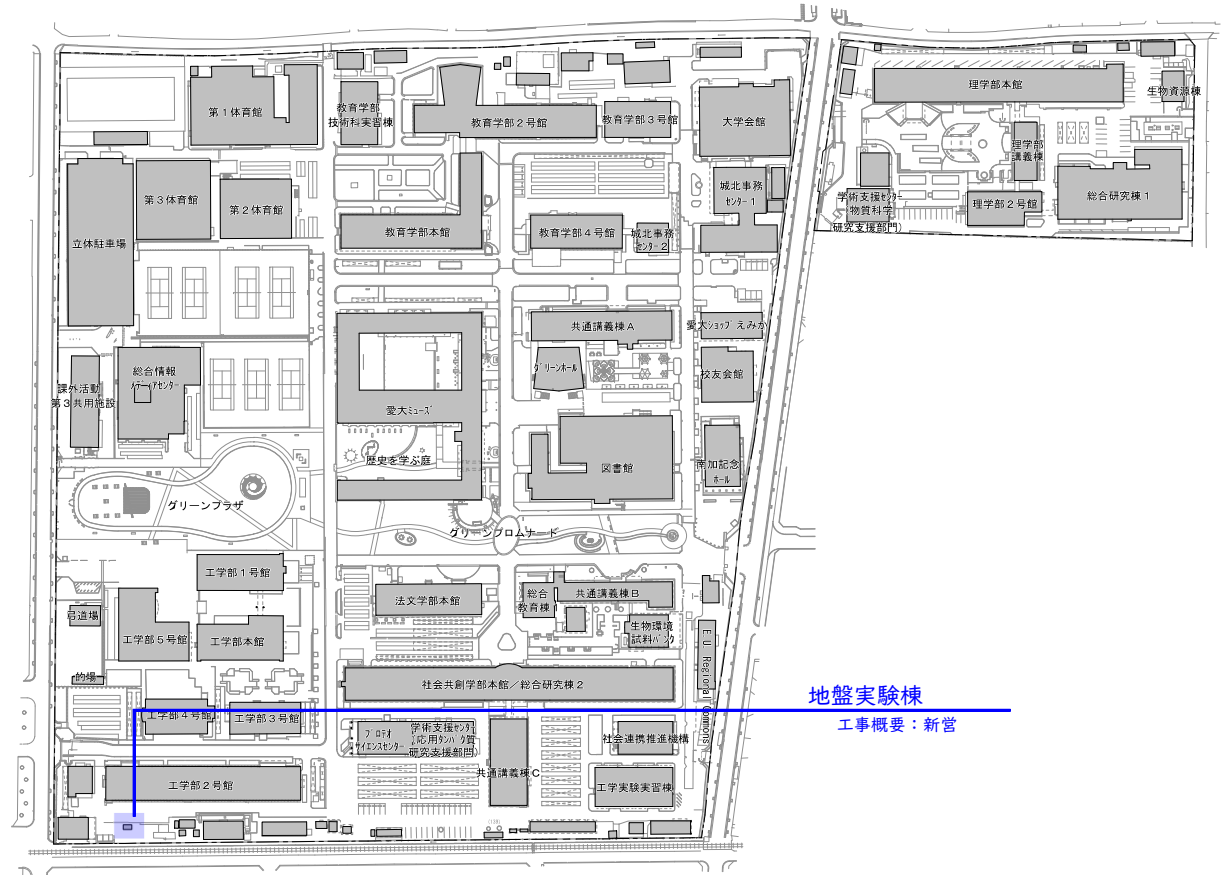 第１体育館
教育学部
技術科実習棟
教育学部２号館
教育学部３号館
大学会館
理学部本館
生物資源棟
理学部
講義棟
第３体育館
第２体育館
立体駐車場
教育学部本館
教育学部４号館
城北事務
センター２
城北事務
センター１
学術支援センター
物質科学
研究支援部門)
理学部２号館
総合研究棟１
共通講義棟Ａ
愛大ショップえみか
グリーンホール
校友会館
総合情報
メディアセンター
課外活動
第３共用施設
愛大ミューズ
歴史を学ぶ庭
図書館
南加記念
ホール
グリーンプラザ
グリーンプロムナード
工学部１号館
法文学部本館
総合
教育棟１
共通講義棟Ｂ
弓道場
工学部５号館
工学部本館
生物環境
試料バンク
E.U. Regional Commons
的場
社会共創学部本館／総合研究棟２
地盤実験棟
工事概要：新営
工学部４号館
工学部３号館
プロテオ
サイエンスセンター
学術支援センター
応用タンパク質
研究支援部門)
社会連携推進機構
共通講義棟Ｃ
工学部２号館
工学実験実習棟